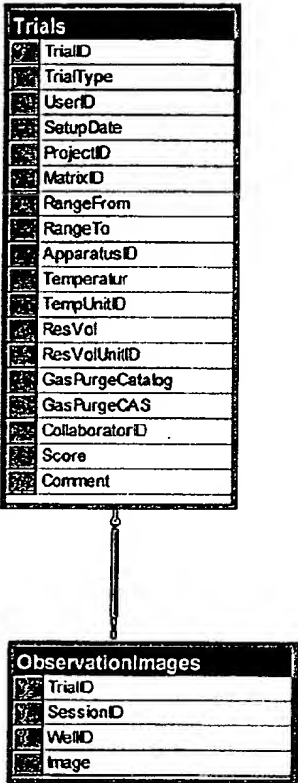 Trials
TrialID
TrialType
UserID
SetupDate
ProjectID
MatrixID
RangeFrom
RangeTo
ApparatusID
Temperatur
TempUnitID
ResVol
ResVolUnitID
GasPurgeCatalog
GasPurgeCAS
CollaboratorID
Score
Comment
ObservationImages
TrialID
SessionID
WellID
Image